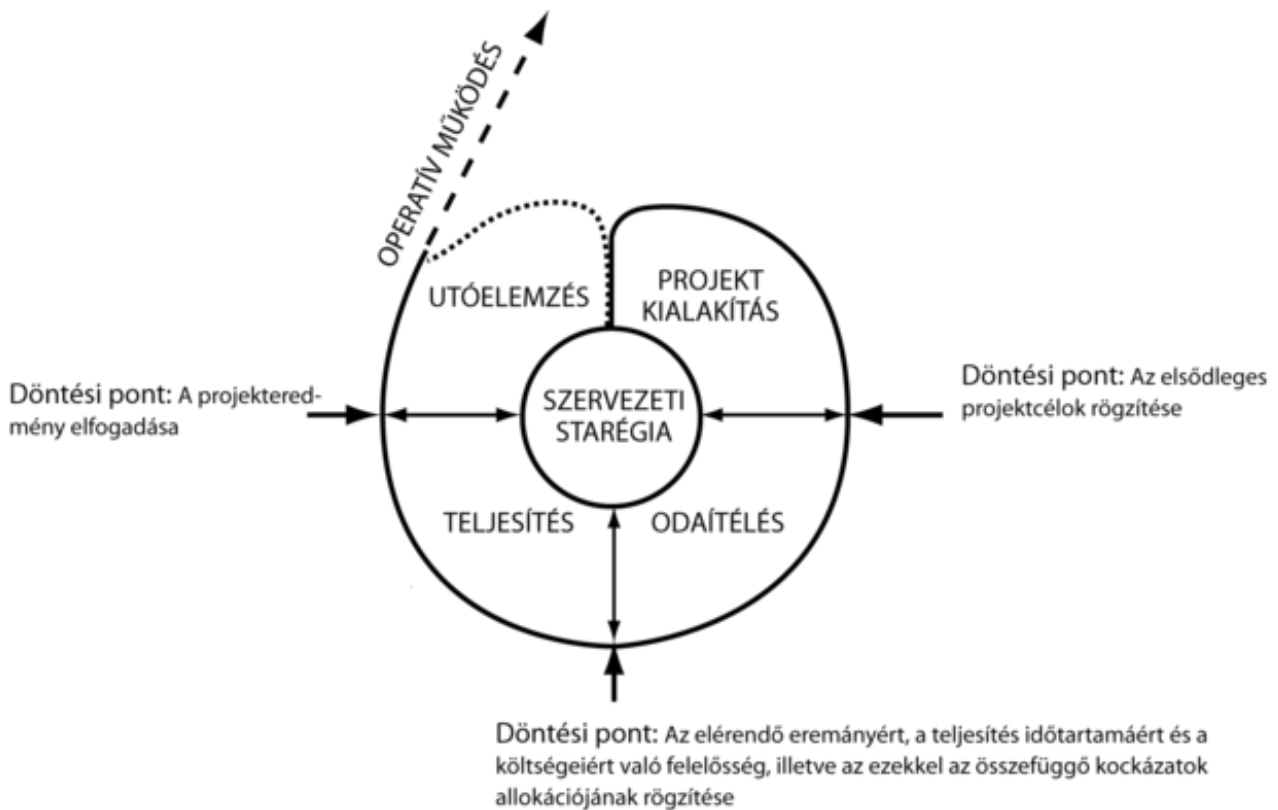 OPERATÍV MŰKÖDÉS
UTÓELEMZÉS
PROJEKT
KIALAKÍTÁS
Döntési pont: A projektered-
mény elfogadása
SZERVEZETI
STARÉGIA
Döntési pont: Az elsődleges
projektcélok rögzítése
TELJESÍTÉS
ODAÍTÉLÉS
Döntési pont: Az elérendő eremányért, a teljesítés időtartamáért és a
költségeiért való felelősség, illetve az ezekkel az összefüggő kockázatok
allokációjának rögzítése